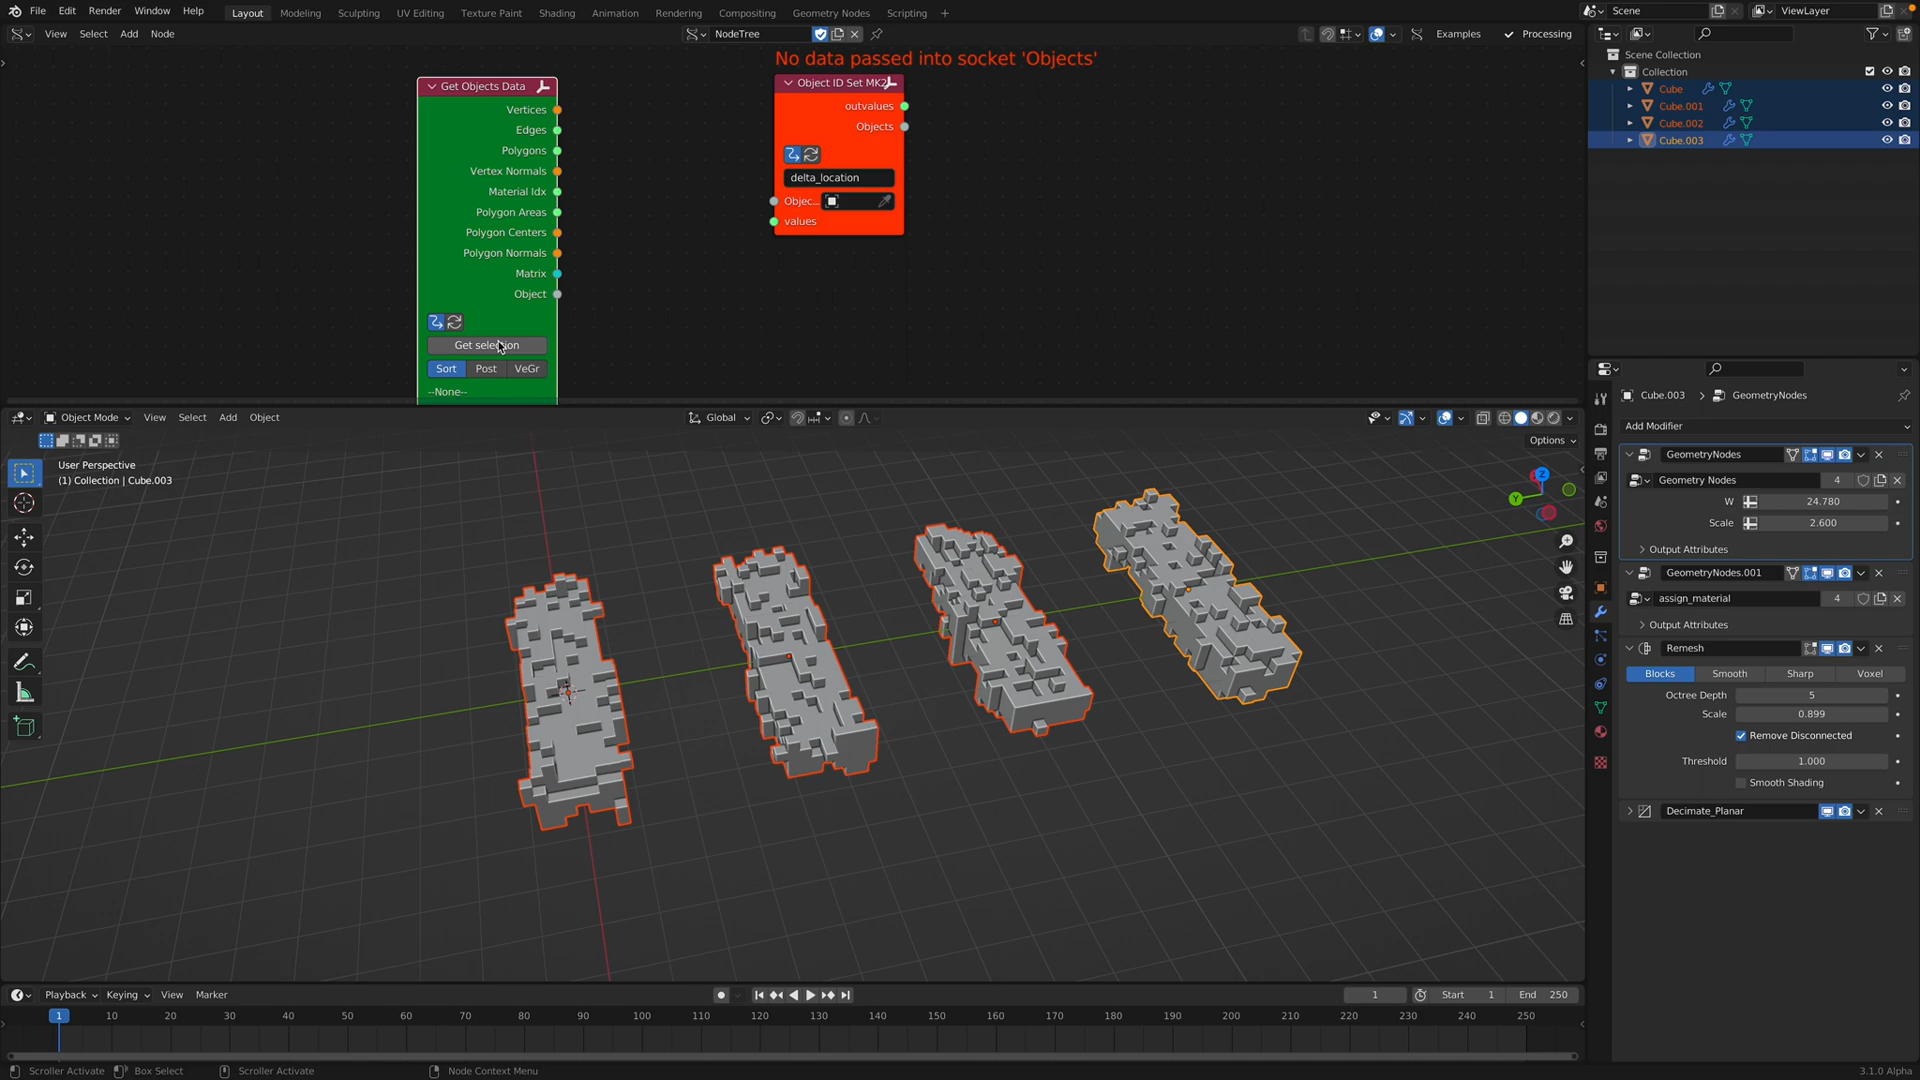 File Edit Render Window Help Layout Modeling Sculpting UV Editing Texture Paint Shading Animation Rendering Compositing Geometry Nodes Scripting + Scene ViewLayer
View Select Add Node NodeTree Examples Processing
No data passed into socket 'Objects'
Get Objects Data
Vertices
Edges
Polygons
Vertex Normals
Material Idx
Polygon Areas
Polygon Centers
Polygon Normals
Matrix
Object
Get selection
Sort Post VeGr
--None--
Object ID Set MK2
outvalues
Objects
delta_location
Objec...
values
Scene Collection
Collection
Cube
Cube.001
Cube.002
Cube.003
Object Mode View Select Add Object Global
Options
User Perspective
(1) Collection | Cube.003
Z
Y
Cube.003 GeometryNodes
Add Modifier
GeometryNodes
Geometry Nodes 4
W 24.780
Scale 2.600
Output Attributes
GeometryNodes.001
assign_material 4
Output Attributes
Remesh
Blocks Smooth Sharp Voxel
Octree Depth 5
Scale 0.899
Remove Disconnected
Threshold 1.000
Smooth Shading
Decimate_Planar
Playback Keying View Marker 1 Start 1 End 250
1 10 20 30 40 50 60 70 80 90 100 110 120 130 140 150 160 170 180 190 200 210 220 230 240 250
Scroller Activate Box Select Scroller Activate Node Context Menu 3.1.0 Alpha